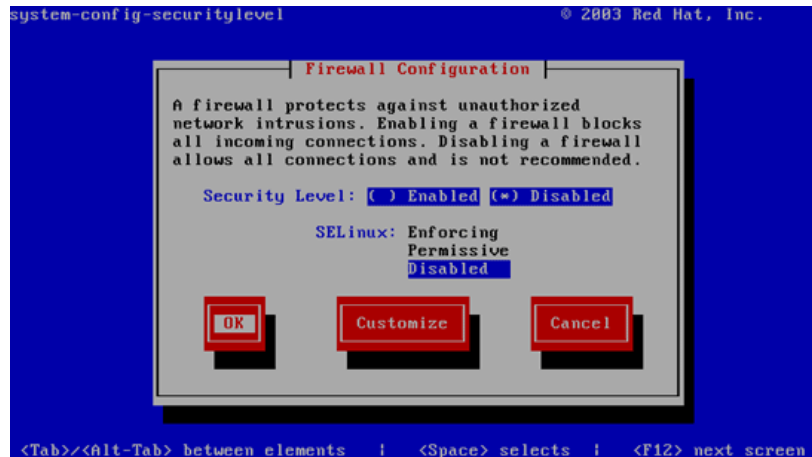 system-config-securitylevel © 2003 Red Hat, Inc.
Firewall Configuration
A firewall protects against unauthorized
network intrusions. Enabling a firewall blocks
all incoming connections. Disabling a firewall
allows all connections and is not recommended.
Security Level: ( ) Enabled (*) Disabled
SELinux: Enforcing
Permissive
Disabled
OK Customize Cancel
<Tab>/<Alt-Tab> between elements | <Space> selects | <F12> next screen